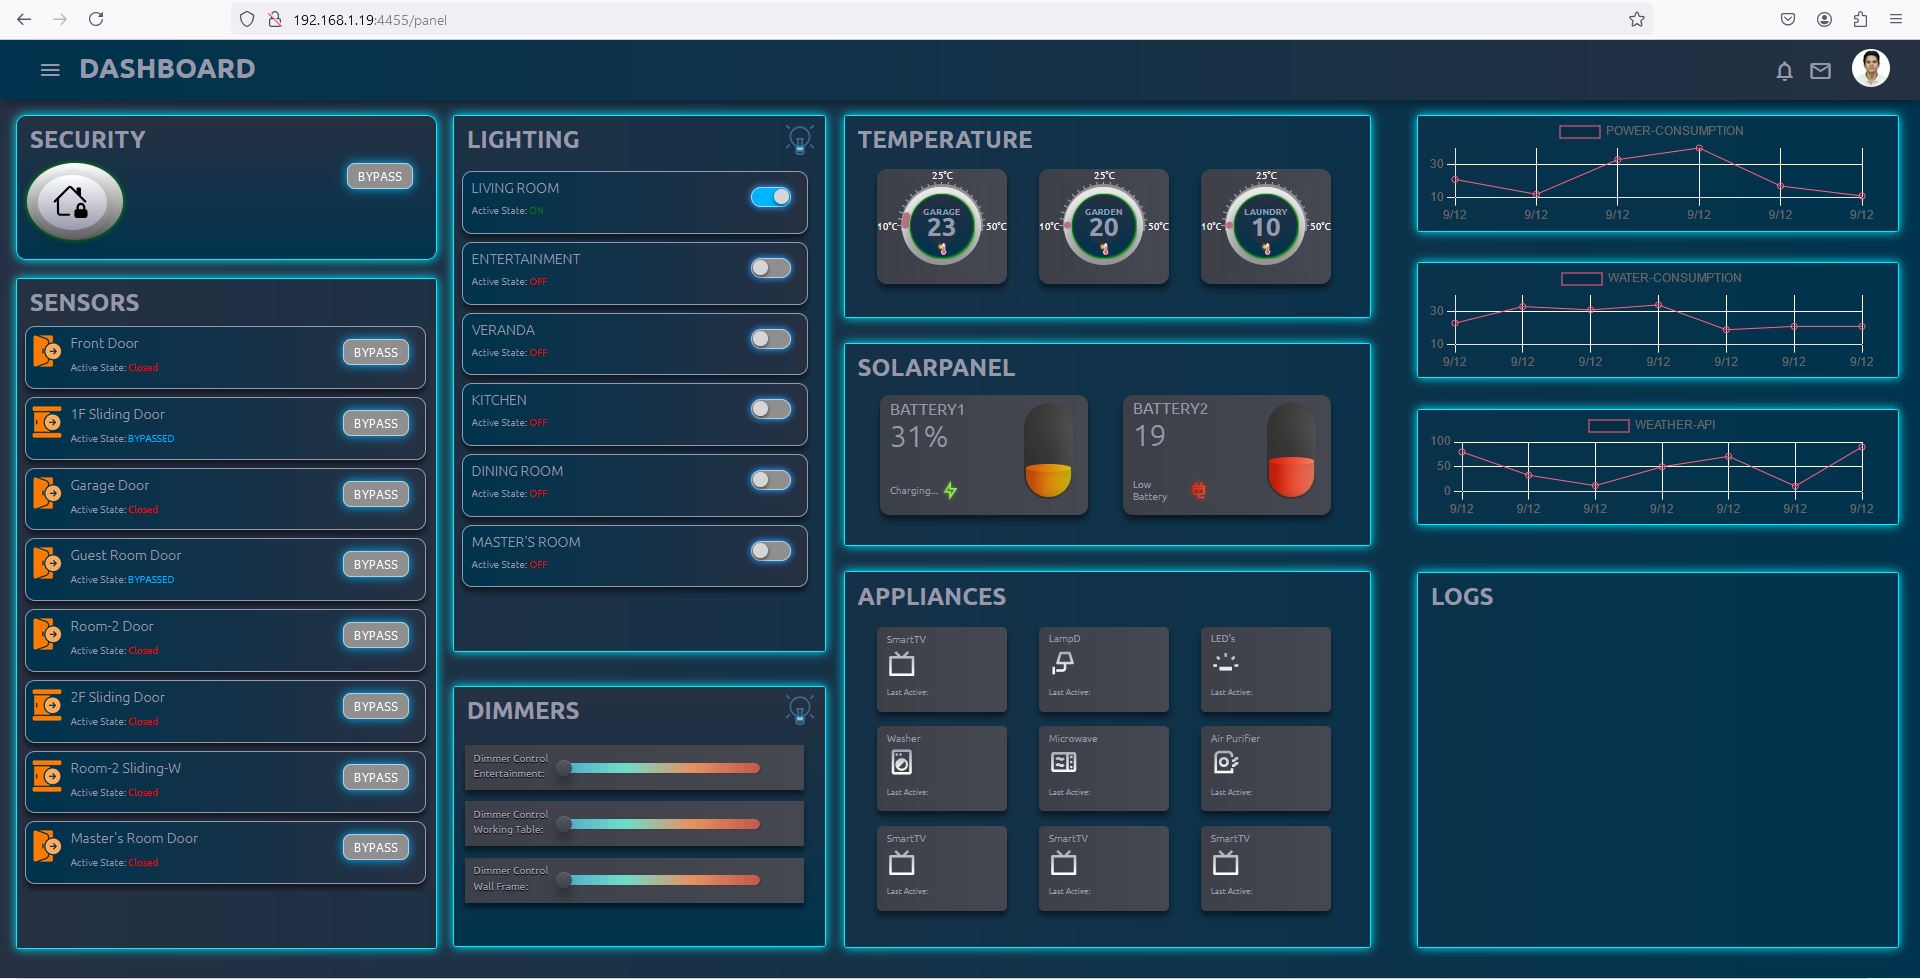 192.168.1.19:4455/panel
DASHBOARD
SECURITY
BYPASS
SENSORS
Front Door
Active State: Closed
BYPASS
1F Sliding Door
Active State: BYPASSED
BYPASS
Garage Door
Active State: Closed
BYPASS
Guest Room Door
Active State: BYPASSED
BYPASS
Room-2 Door
Active State: Closed
BYPASS
2F Sliding Door
Active State: Closed
BYPASS
Room-2 Sliding-W
Active State: Closed
BYPASS
Master's Room Door
Active State: Closed
BYPASS
LIGHTING
LIVING ROOM
Active State: ON
ENTERTAINMENT
Active State: OFF
VERANDA
Active State: OFF
KITCHEN
Active State: OFF
DINING ROOM
Active State: OFF
MASTER'S ROOM
Active State: OFF
DIMMERS
Dimmer Control
Entertainment:
Dimmer Control
Working Table:
Dimmer Control
Wall Frame:
TEMPERATURE
25°C
GARAGE
10°C 23 50°C
25°C
GARDEN
10°C 20 50°C
25°C
LAUNDRY
10°C 10 50°C
SOLARPANEL
BATTERY1
31%
Charging...
BATTERY2
19
Low
Battery
APPLIANCES
SmartTV
Last Active:
LampD
Last Active:
LED's
Last Active:
Washer
Last Active:
Microwave
Last Active:
Air Purifier
Last Active:
SmartTV
Last Active:
SmartTV
Last Active:
SmartTV
Last Active:
POWER-CONSUMPTION
30
10
9/12 9/12 9/12 9/12 9/12 9/12
WATER-CONSUMPTION
30
10
9/12 9/12 9/12 9/12 9/12 9/12 9/12
WEATHER-API
100
50
0
9/12 9/12 9/12 9/12 9/12 9/12 9/12
LOGS